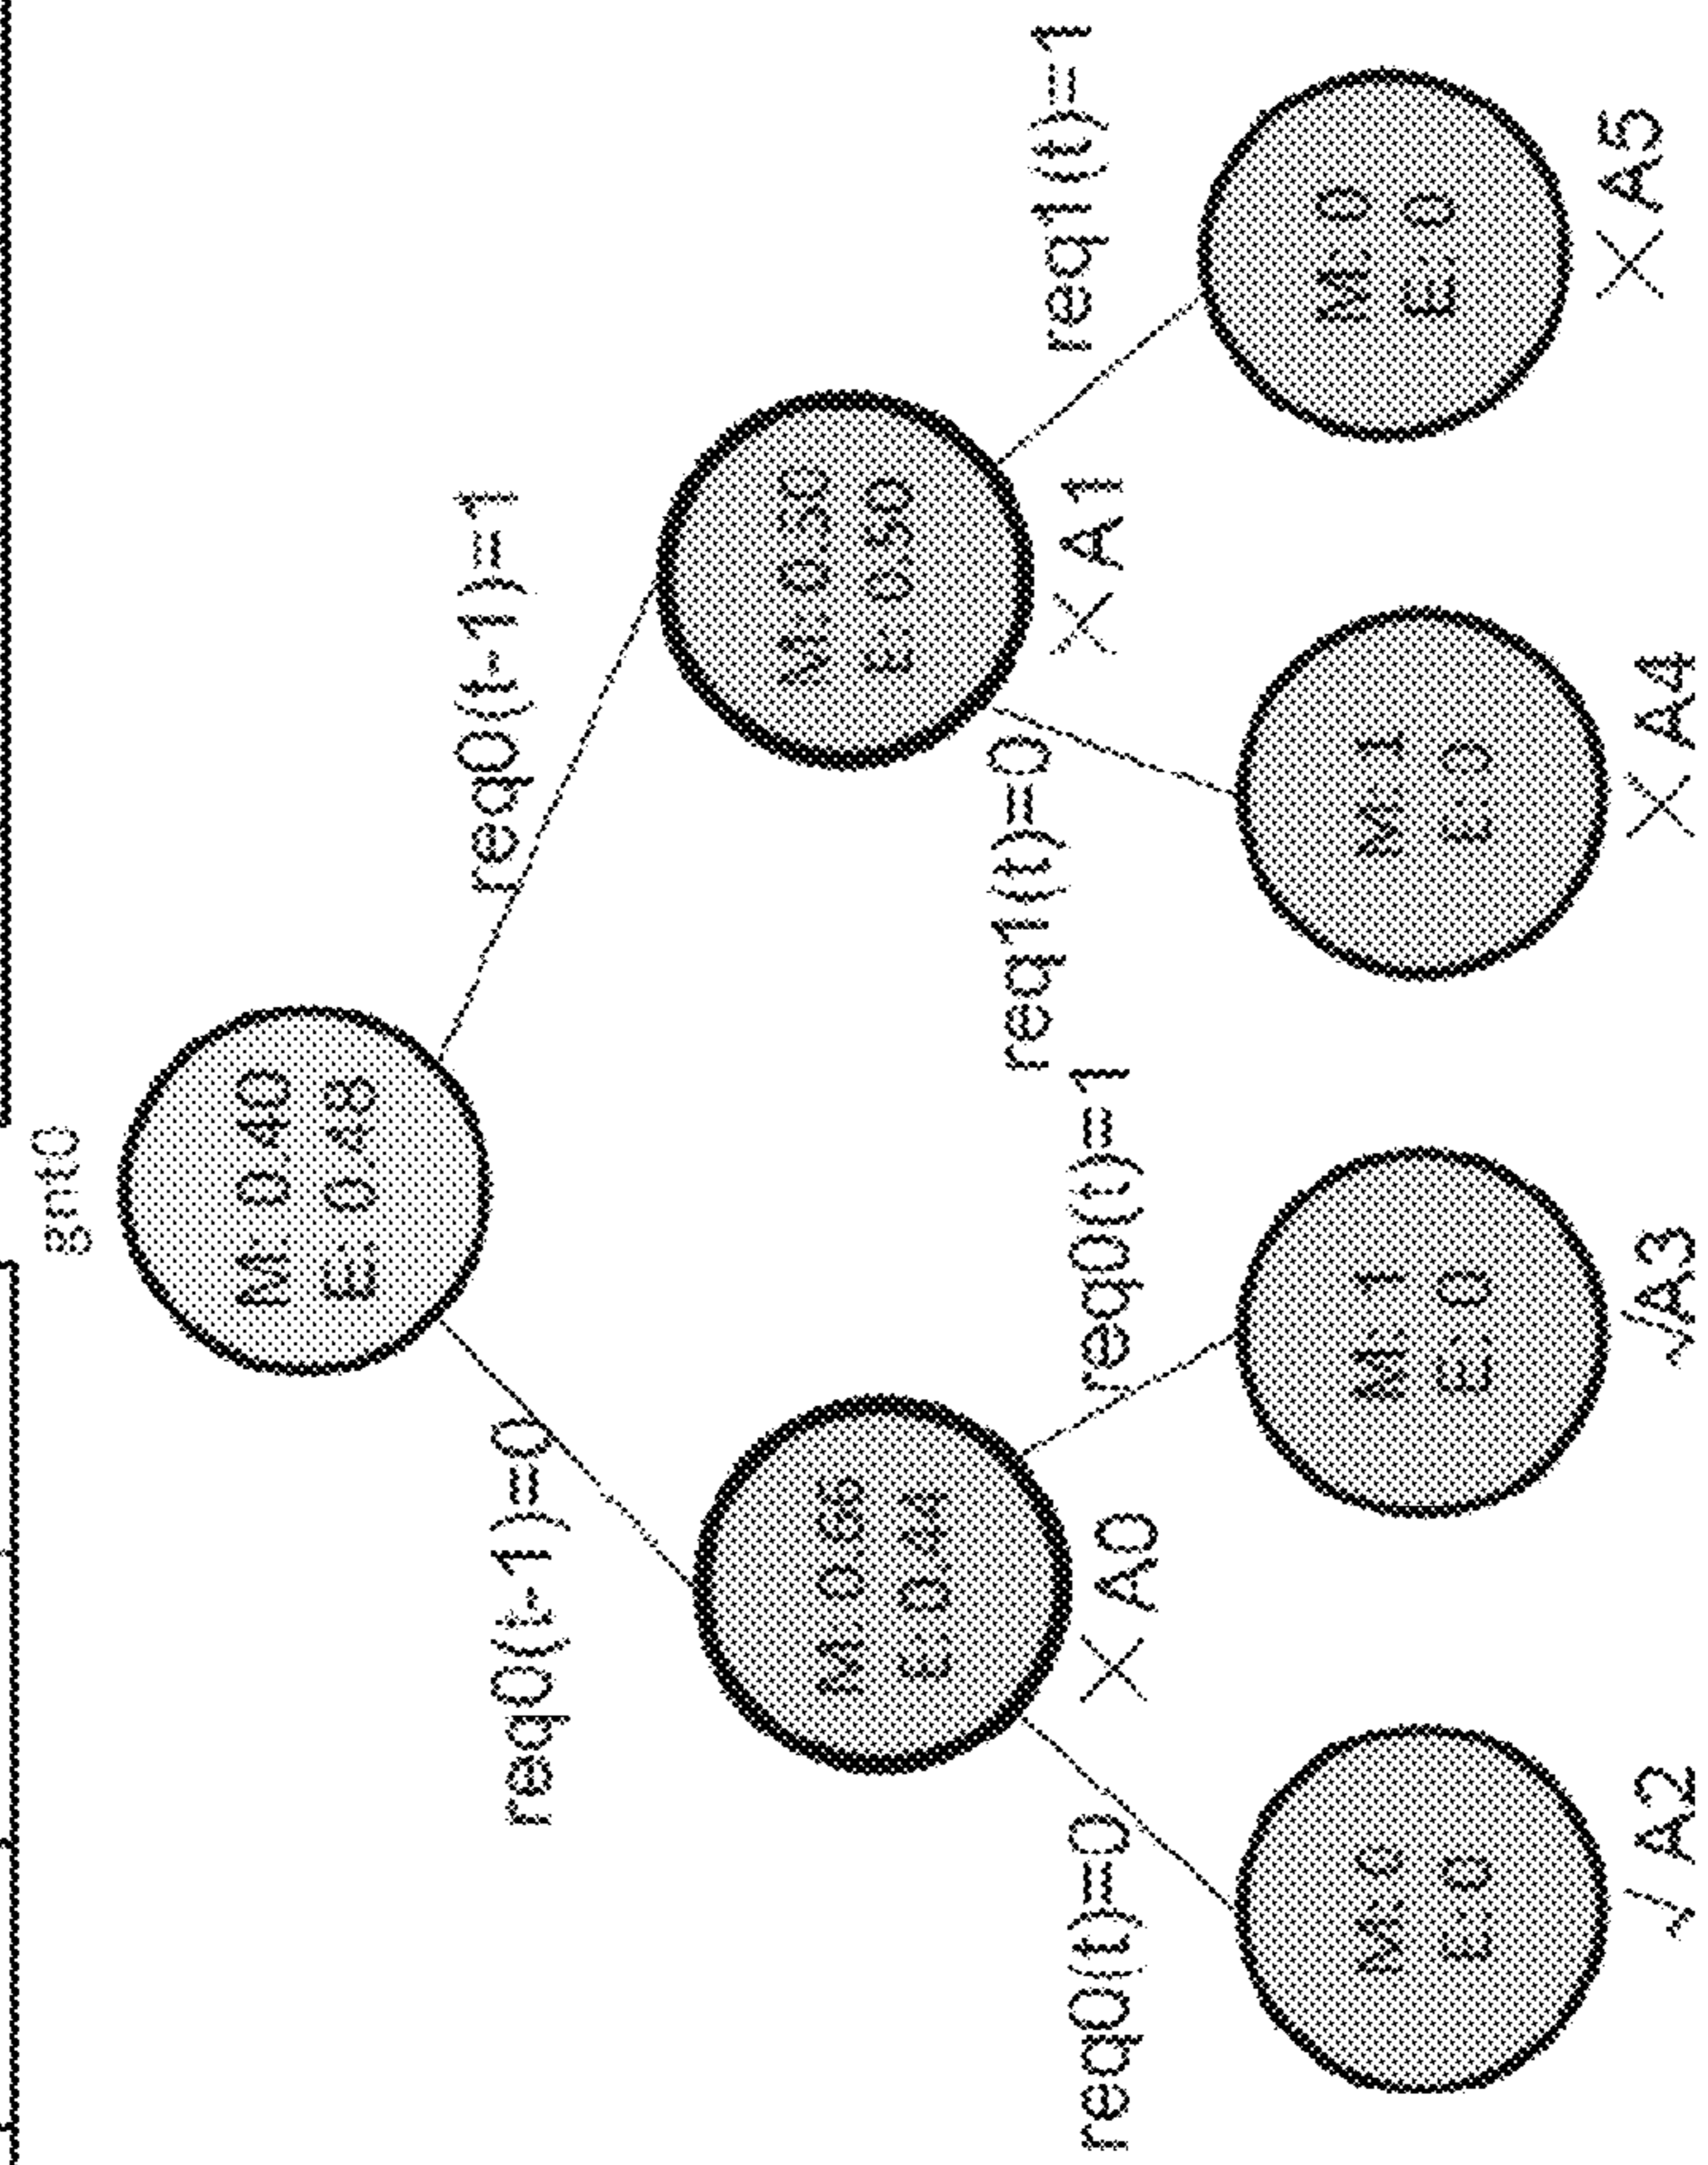 gnt0
M: 0.40
E: 0.48
req0(t-1)=0
req0(t-1)=1
M: 0.66
E: 0.44
× A0
M: 0.50
E: 0.50
× A1
req0(t)=0
req0(t)=1
req1(t)=0
req1(t)=1
M: 0
E: 0
√ A2
M: 1
E: 0
√A3
M: 1
E: 0
× A4
M: 0
E: 0
× A5